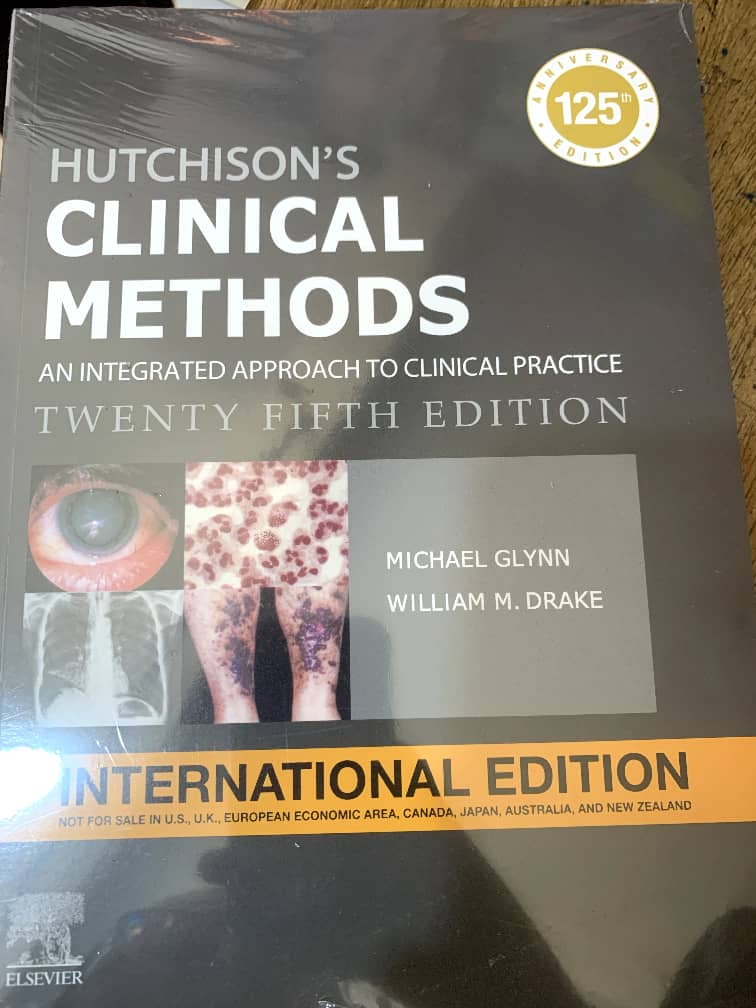 ANNIVERSARY
125th
EDITION
HUTCHISON'S
CLINICAL
METHODS
AN INTEGRATED APPROACH TO CLINICAL PRACTICE
TWENTY FIFTH EDITION
MICHAEL GLYNN
WILLIAM M. DRAKE
INTERNATIONAL EDITION
NOT FOR SALE IN U.S., U.K., EUROPEAN ECONOMIC AREA, CANADA, JAPAN, AUSTRALIA, AND NEW ZEALAND
ELSEVIER